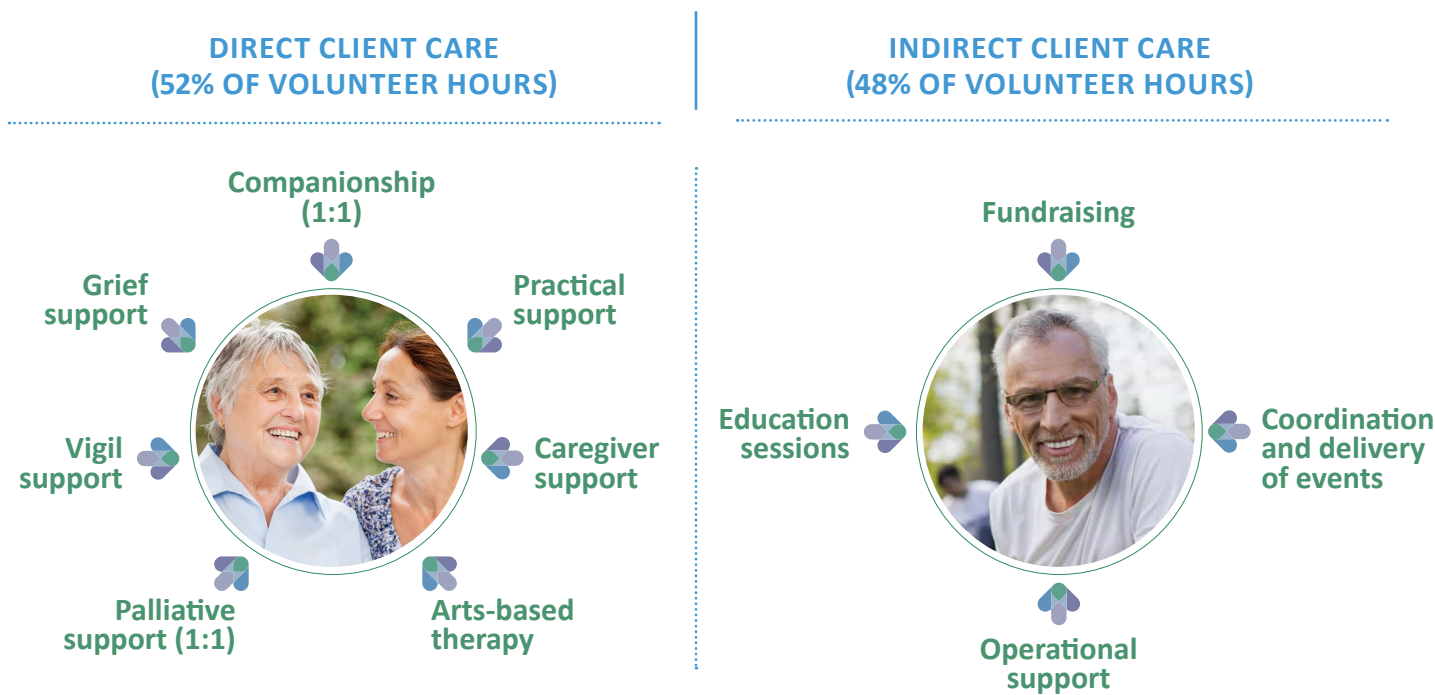 DIRECT CLIENT CARE
(52% OF VOLUNTEER HOURS)
Companionship
(1:1)
Grief
support
Practical
support
Vigil
support
Caregiver
support
Palliative
support (1:1)
Arts-based
therapy
INDIRECT CLIENT CARE
(48% OF VOLUNTEER HOURS)
Fundraising
Education
sessions
Coordination
and delivery
of events
Operational
support